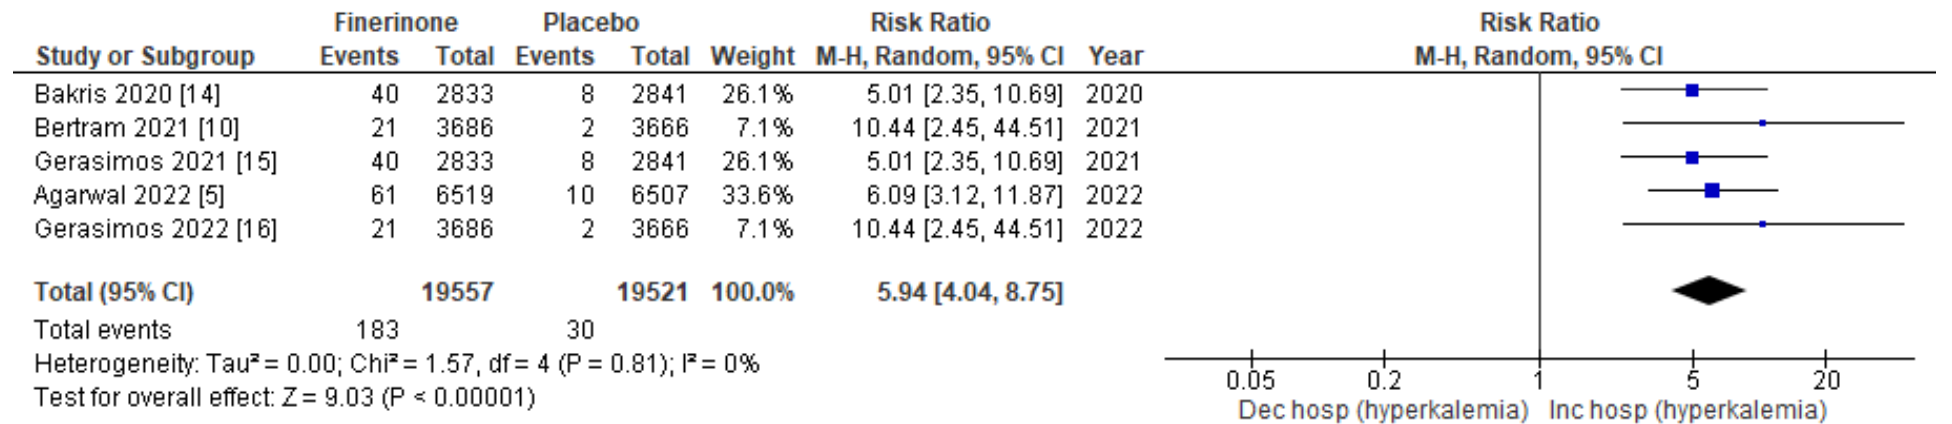 Finerinone Placebo Risk Ratio Risk Ratio
Study or Subgroup Events Total Events Total Weight M-H, Random, 95% CI Year M-H, Random, 95% CI
Bakris 2020 [14] 40 2833 8 2841 26.1% 5.01 [2.35, 10.69] 2020
Bertram 2021 [10] 21 3686 2 3666 7.1% 10.44 [2.45, 44.51] 2021
Gerasimos 2021 [15] 40 2833 8 2841 26.1% 5.01 [2.35, 10.69] 2021
Agarwal 2022 [5] 61 6519 10 6507 33.6% 6.09 [3.12, 11.87] 2022
Gerasimos 2022 [16] 21 3686 2 3666 7.1% 10.44 [2.45, 44.51] 2022
Total (95% CI) 19557 19521 100.0% 5.94 [4.04, 8.75]
Total events 183 30
Heterogeneity: Tau² = 0.00; Chi² = 1.57, df = 4 (P = 0.81); I² = 0%
Test for overall effect: Z = 9.03 (P < 0.00001)
0.05 0.2 1 5 20
Dec hosp (hyperkalemia) Inc hosp (hyperkalemia)